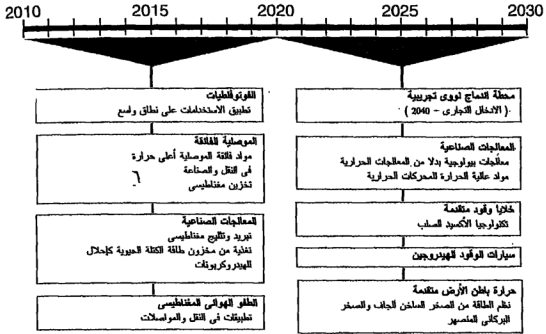 2010 2015 2020 2025 2030
الفوتوفلطيات
تطبيق الاستخدامات على نطاق واسع
الموصلية الفائقة
مواد فائقة الموصلية أعلى حرارة
فى النقل والصناعة
تخزين مغناطيسى
المعالجات الصناعية
تبريد وتثليج مغناطيسى
تغذية من مخزون طاقة الكتلة الحيوية كإحلال
للهيدروكربونات
الطفو الهوائى المغناطيسى
تطبيقات فى النقل والمواصلات
محطة اندماج نووى تجريبية
( الادخال التجارى - 2040 )
المعالجات الصناعية
معالجات بيولوجية بدلا من المعالجات الحرارية
مواد عالية الحرارة للمحركات الحرارية
خلايا وقود متقدمة
تكنولوجيا الأكسيد الصلب
سيارات الوقود الهيدروجين
حرارة باطن الأرض متقدمة
نظم الطاقة من الصخر الساخن الجاف والصخر
البركانى المنصهر